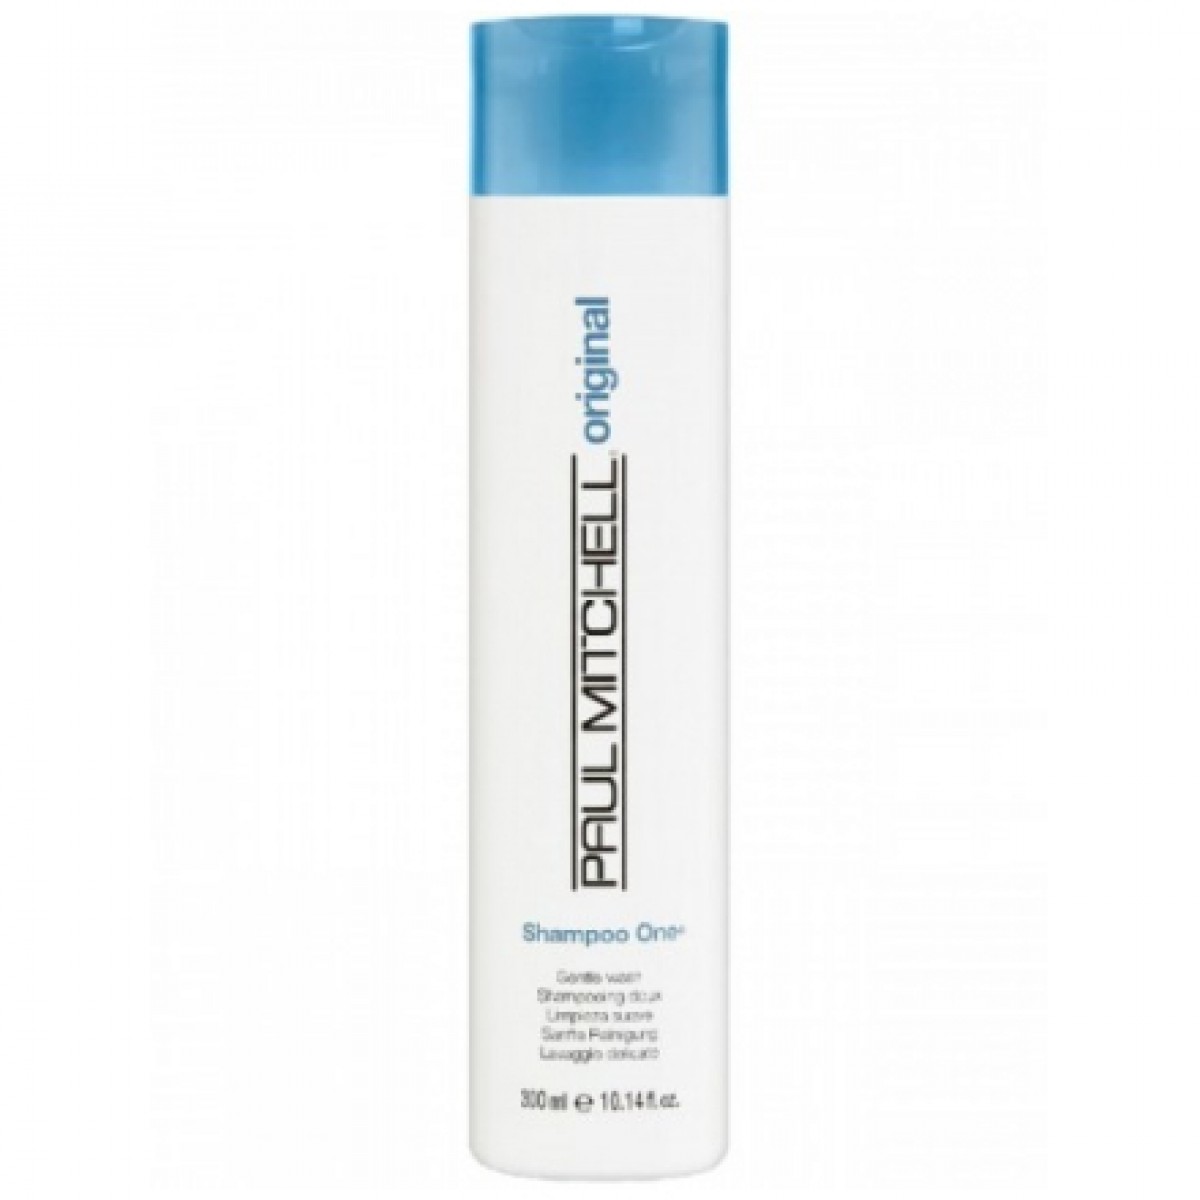 PAUL MITCHELL® original
Shampoo One®
Gentle wash
Shampooing doux
Limpieza suave
Sanfte Reinigung
Lavaggio delicato
300 ml e 10.14 fl. oz.